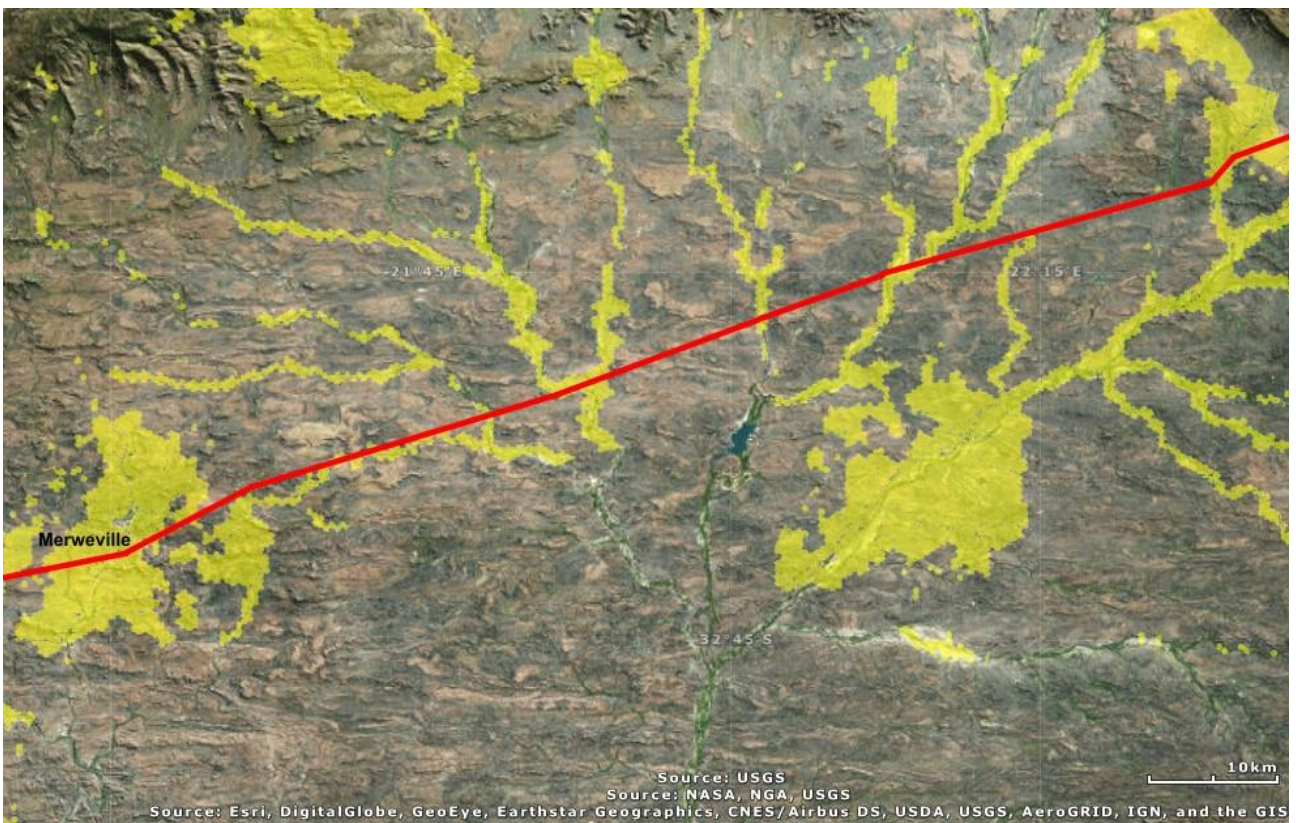 21°45'E
22°15'E
Merweville
32°45'S
10km
Source: USGS
Source: NASA, NGA, USGS
Source: Esri, DigitalGlobe, GeoEye, Earthstar Geographics, CNES/Airbus DS, USDA, USGS, AeroGRID, IGN, and the GIS